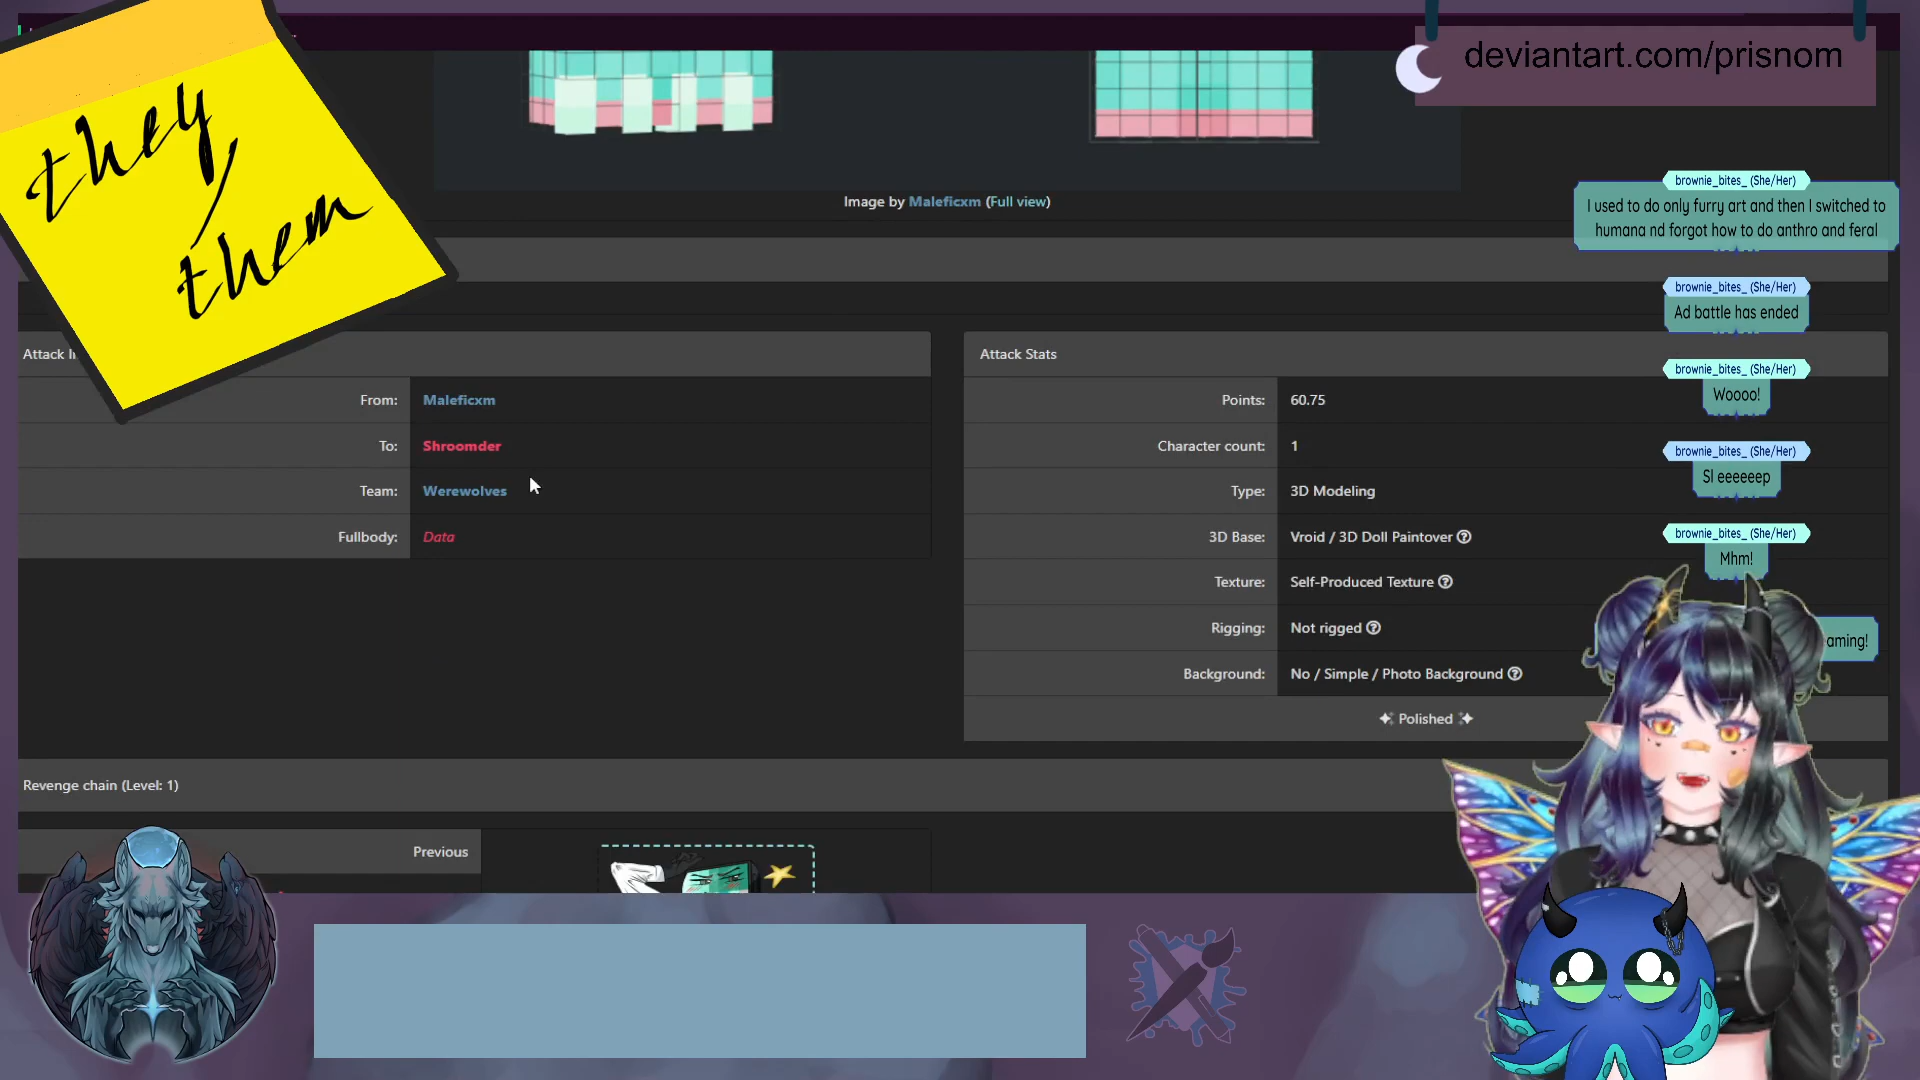 they
/
them
deviantart.com/prisnom
Image by Maleficxm (Full view)
brownie_bites_ (She/Her)
I used to do only furry art and then I switched to
humana nd forgot how to do anthro and feral
brownie_bites_ (She/Her)
Ad battle has ended
brownie_bites_ (She/Her)
Woooo!
brownie_bites_ (She/Her)
Sl eeeeeep
brownie_bites_ (She/Her)
Mhm!
aming!
Attack
From: Maleficxm
To: Shroomder
Team: Werewolves
Fullbody: Data
Attack Stats
Points: 60.75
Character count: 1
Type: 3D Modeling
3D Base: Vroid / 3D Doll Paintover
Texture: Self-Produced Texture
Rigging: Not rigged
Background: No / Simple / Photo Background
Polished
Revenge chain (Level: 1)
Previous